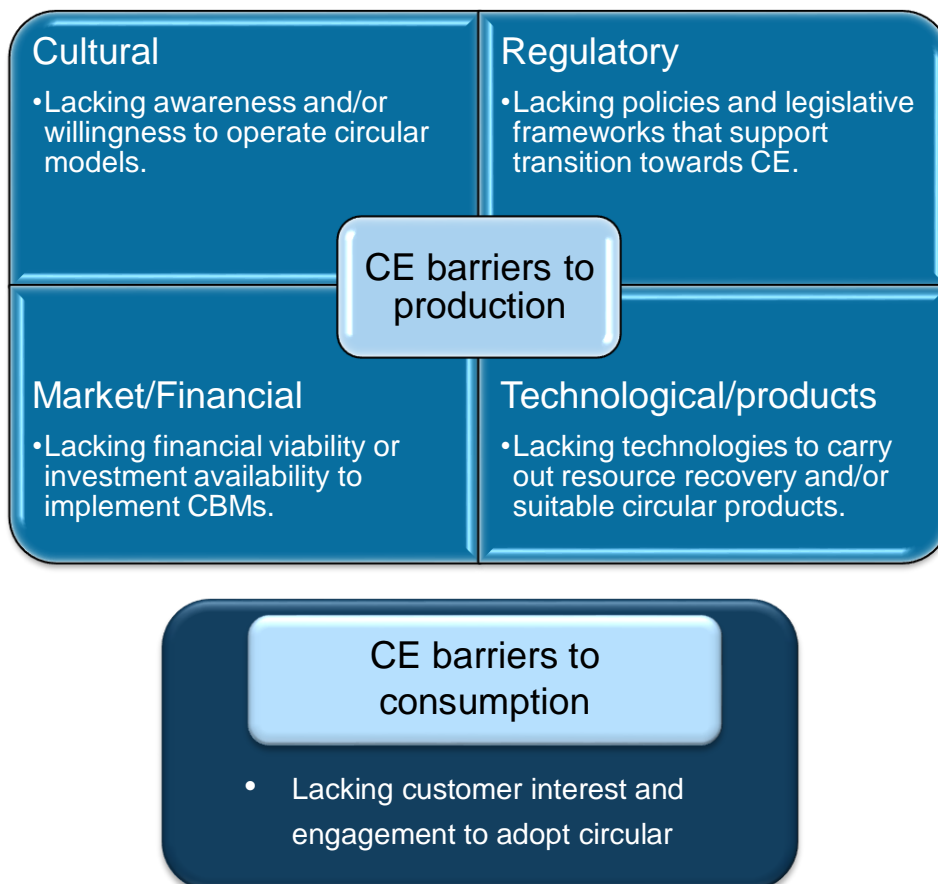 Cultural
•Lacking awareness and/or
willingness to operate circular
models.
Regulatory
•Lacking policies and legislative
frameworks that support
transition towards CE.
CE barriers to
production
Market/Financial
•Lacking financial viability or
investment availability to
implement CBMs.
Technological/products
•Lacking technologies to carry
out resource recovery and/or
suitable circular products.
CE barriers to
consumption
• Lacking customer interest and
engagement to adopt circular